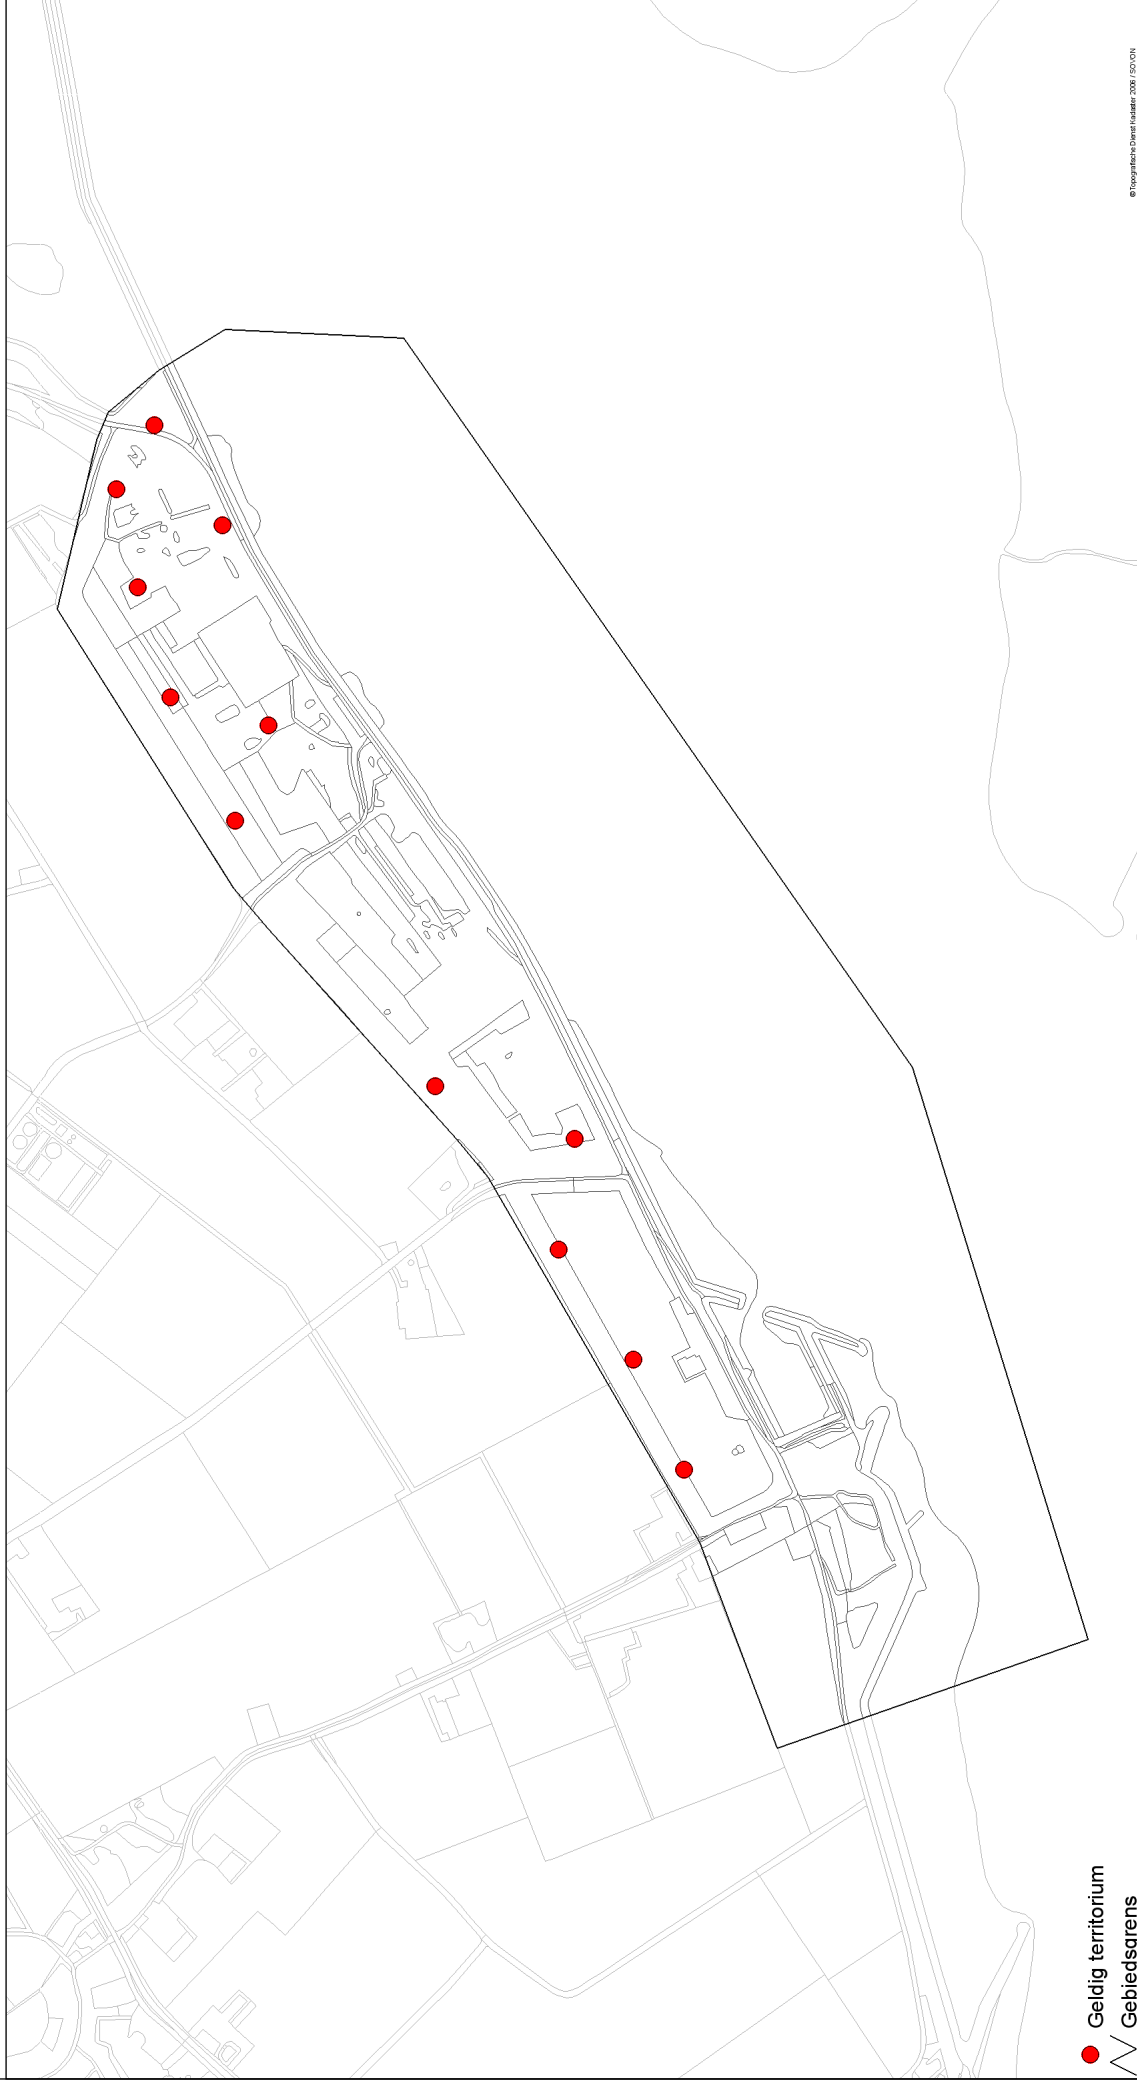 Geldig territorium
Gebiedsgrens
© Topografische Dienst Kadaster 2006 / SOVON